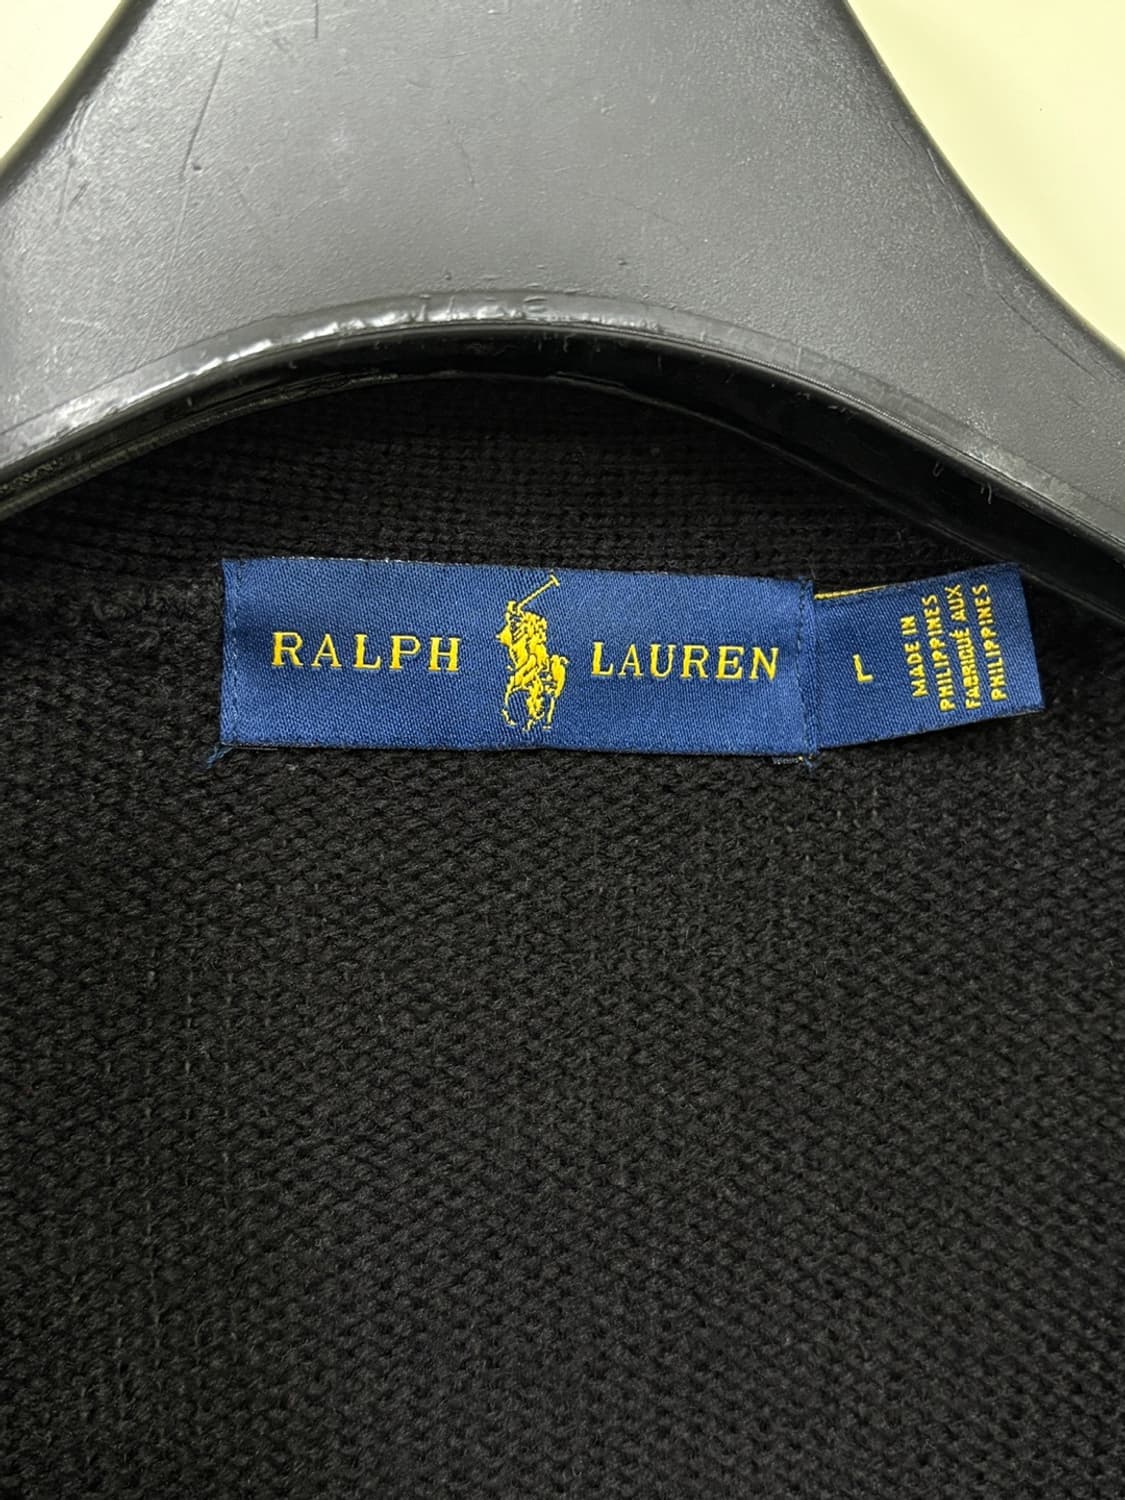 RALPH LAUREN
L
MADE IN
PHILIPPINES
FABRIQUÉ AUX
PHILIPPINES